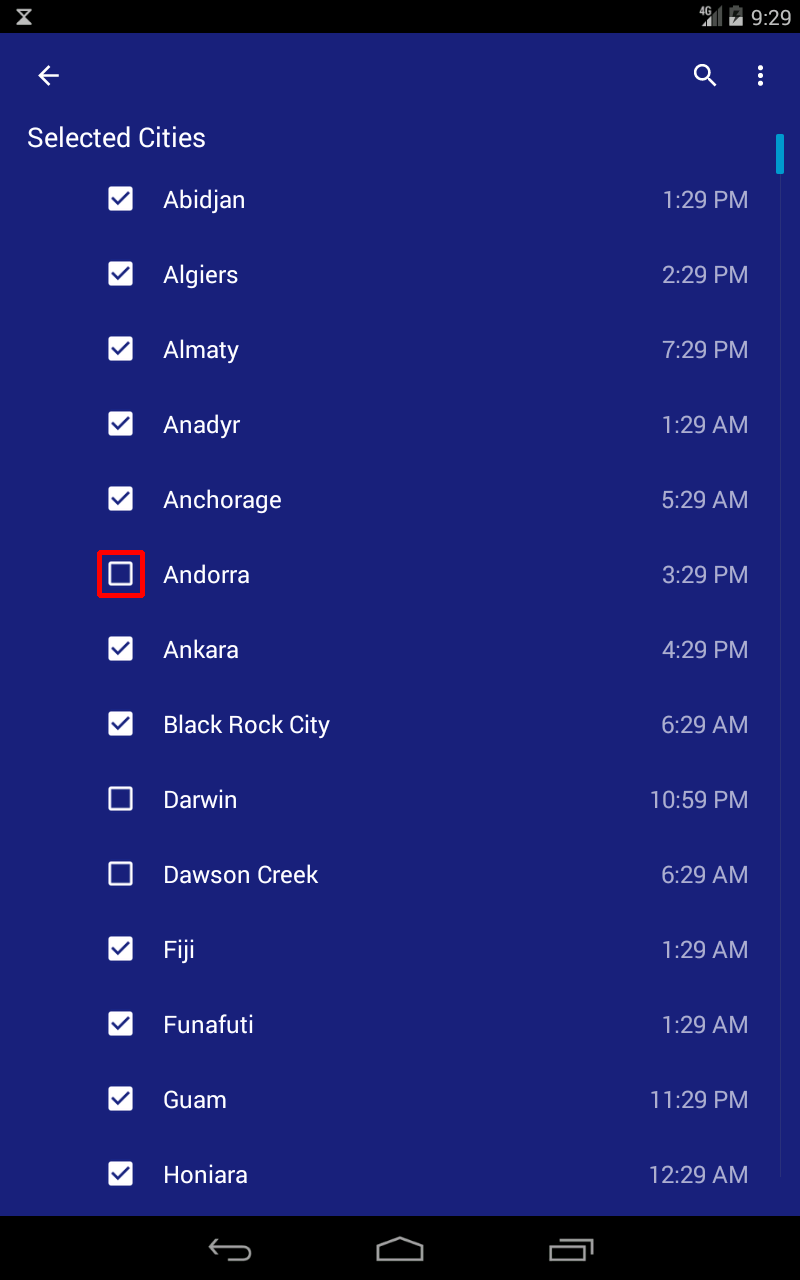 4G 9:29
Selected Cities
Abidjan 1:29 PM
Algiers 2:29 PM
Almaty 7:29 PM
Anadyr 1:29 AM
Anchorage 5:29 AM
Andorra 3:29 PM
Ankara 4:29 PM
Black Rock City 6:29 AM
Darwin 10:59 PM
Dawson Creek 6:29 AM
Fiji 1:29 AM
Funafuti 1:29 AM
Guam 11:29 PM
Honiara 12:29 AM